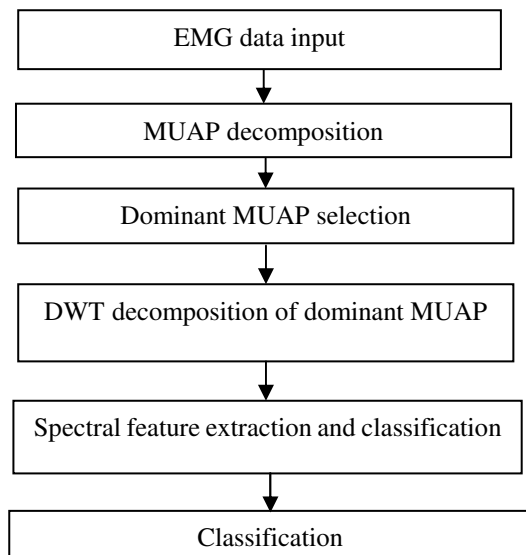 EMG data input
MUAP decomposition
Dominant MUAP selection
DWT decomposition of dominant MUAP
Spectral feature extraction and classification
Classification